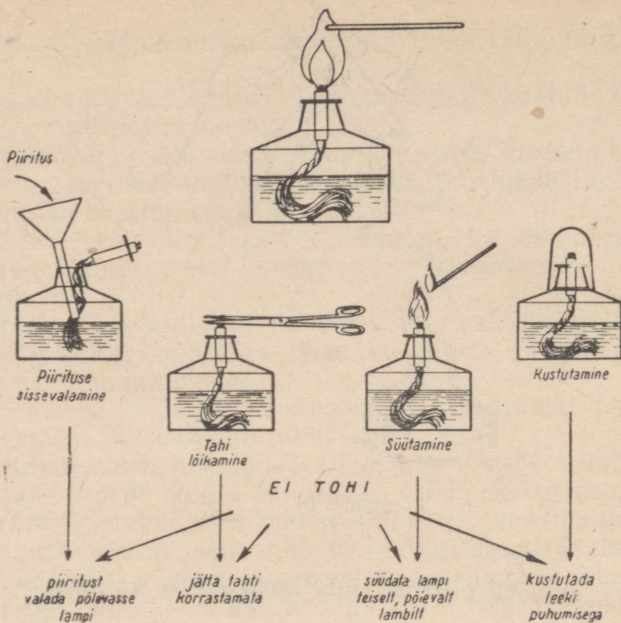 Piiritus
Piirituse
sissevalamine
Tahi
lõikamine
Süütamine
Kustutamine
EI TOHI
piiritust
valada põlevasse
lampi
jätta tahti
korrastamata
süüdata lampi
teiselt, põlevalt
lambilt
kustutada
leeki
puhumisega